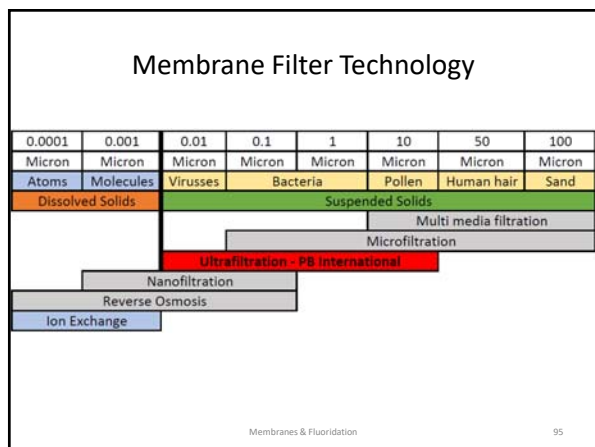 Membrane Filter Technology
0.0001 0.001 0.01 0.1 1 10 50 100
Micron Micron Micron Micron Micron Micron Micron Micron
Atoms Molecules Virusses Bacteria Pollen Human hair Sand
Dissolved Solids Suspended Solids
Multi media filtration
Microfiltration
Ultrafiltration - PB International
Nanofiltration
Reverse Osmosis
Ion Exchange
Membranes & Fluoridation 95